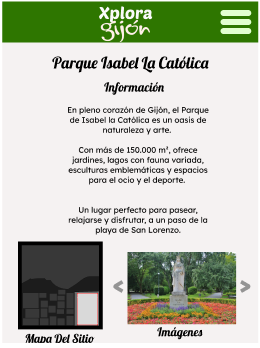 Xplora
gijón
Parque Isabel La Católica
Información
En pleno corazón de Gijón, el Parque
de Isabel la Católica es un oasis de
naturaleza y arte.
Con más de 150.000 m², ofrece
jardines, lagos con fauna variada,
esculturas emblemáticas y espacios
para el ocio y el deporte.
Un lugar perfecto para pasear,
relajarse y disfrutar, a un paso de la
playa de San Lorenzo.
Mapa Del Sitio
Imágenes